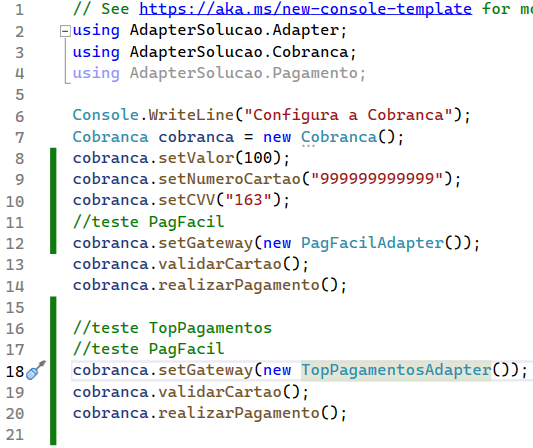 1 // See https://aka.ms/new-console-template for mo
2 using AdapterSolucao.Adapter;
3 using AdapterSolucao.Cobranca;
4 using AdapterSolucao.Pagamento;
5
6 Console.WriteLine("Configura a Cobranca");
7 Cobranca cobranca = new Cobranca();
8 cobranca.setValor(100);
9 cobranca.setNumeroCartao("999999999999");
10 cobranca.setCVV("163");
11 //teste PagFacil
12 cobranca.setGateway(new PagFacilAdapter());
13 cobranca.validarCartao();
14 cobranca.realizarPagamento();
15
16 //teste TopPagamentos
17 //teste PagFacil
18 cobranca.setGateway(new TopPagamentosAdapter());
19 cobranca.validarCartao();
20 cobranca.realizarPagamento();
21